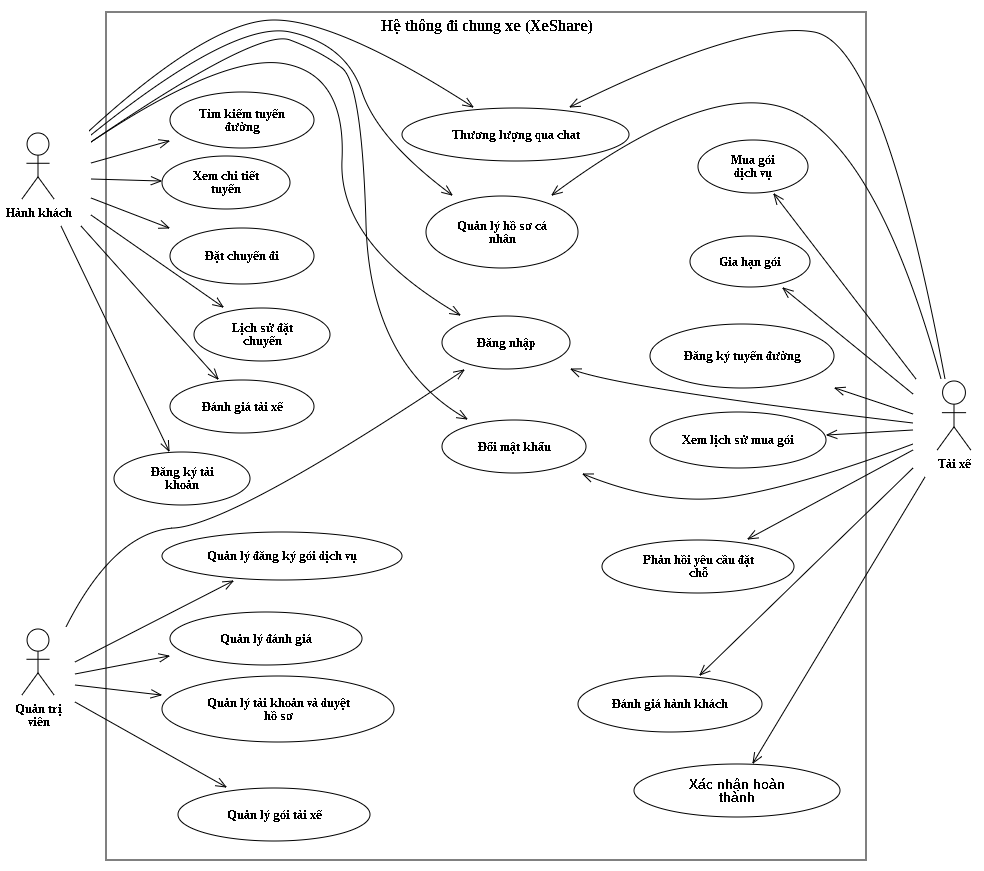 Hệ thông đi chung xe (XeShare)
Tìm kiếm tuyến
đường
Thương lượng qua chat
Mua gói
dịch vụ
Xem chi tiết
tuyến
Hành khách
Quản lý hồ sơ cá
nhân
Đặt chuyến đi
Gia hạn gói
Lịch sử đặt
chuyến
Đăng nhập
Đăng ký tuyến đường
Đánh giá tài xế
Đổi mật khẩu
Xem lịch sử mua gói
Tài xế
Đăng ký tài
khoản
Quản lý đăng ký gói dịch vụ
Phản hồi yêu cầu đặt
chỗ
Quản lý đánh giá
Quản trị
viên
Quản lý tài khoản và duyệt
hồ sơ
Đánh giá hành khách
Xác nhận hoàn
thành
Quản lý gói tài xế